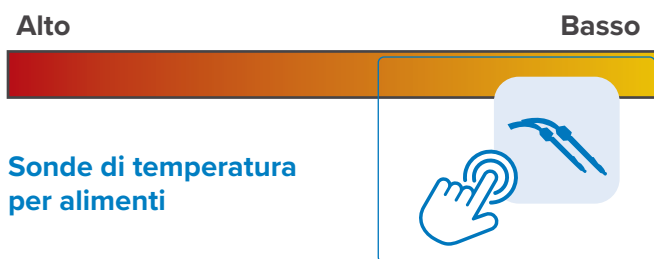 Alto
Basso
Sonde di temperatura
per alimenti